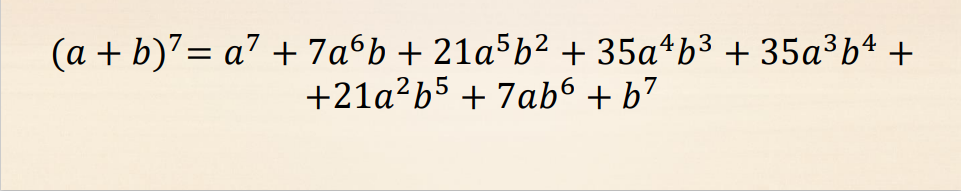 (a + b)⁷= a⁷ + 7a⁶b + 21a⁵b² + 35a⁴b³ + 35a³b⁴ +
+21a²b⁵ + 7ab⁶ + b⁷